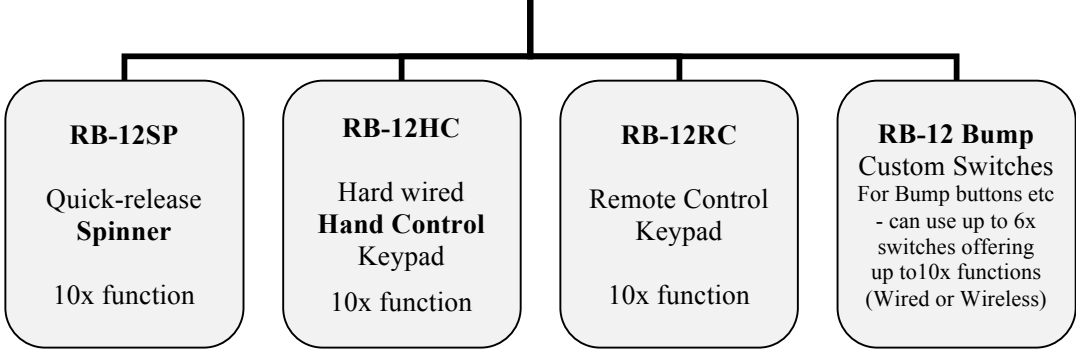 RB-12SP
Quick-release
Spinner
10x function
RB-12HC
Hard wired
Hand Control
Keypad
10x function
RB-12RC
Remote Control
Keypad
10x function
RB-12 Bump
Custom Switches
For Bump buttons etc
- can use up to 6x
switches offering
up to10x functions
(Wired or Wireless)